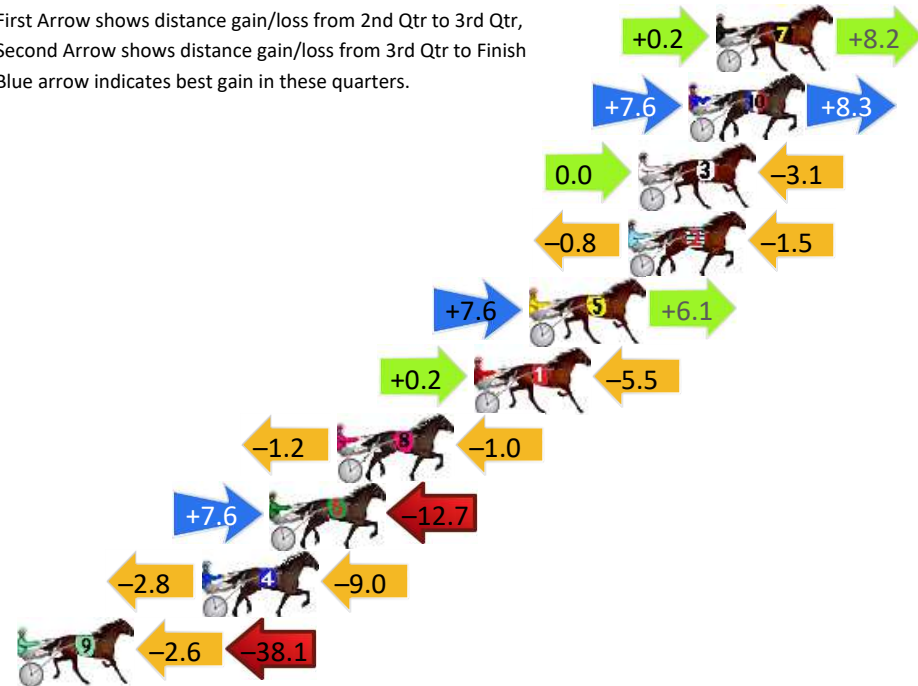 First Arrow shows distance gain/loss from 2nd Qtr to 3rd Qtr,
Second Arrow shows distance gain/loss from 3rd Qtr to Finish
Blue arrow indicates best gain in these quarters.
+0.2 7 +8.2
+7.6 10 +8.3
0.0 3 –3.1
–0.8 –1.5
+7.6 5 +6.1
+0.2 1 –5.5
–1.2 8 –1.0
+7.6 6 –12.7
–2.8 4 –9.0
9 –2.6 –38.1